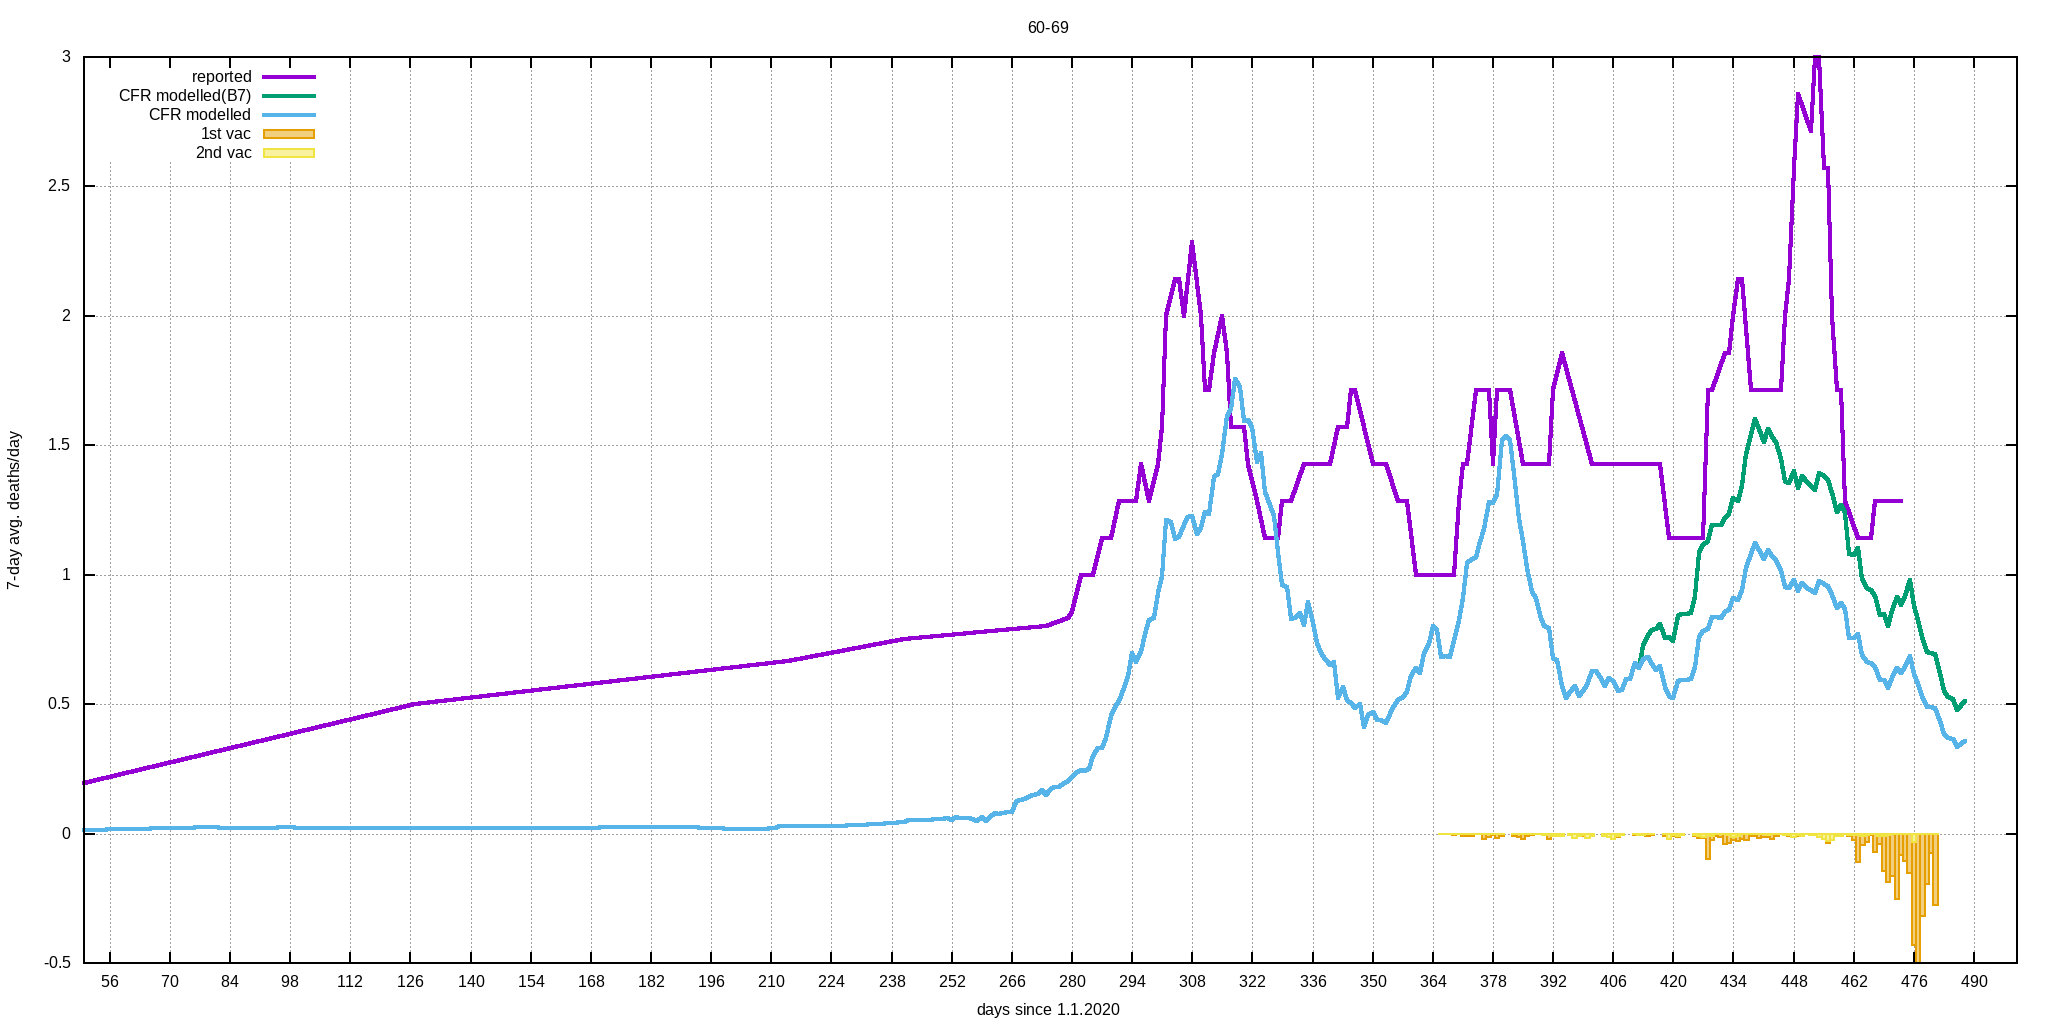 60-69
reported
CFR modelled(B7)
CFR modelled
1st vac
2nd vac
3
2.5
2
1.5
1
0.5
0
-0.5
7-day avg. deaths/day
56 70 84 98 112 126 140 154 168 182 196 210 224 238 252 266 280 294 308 322 336 350 364 378 392 406 420 434 448 462 476 490
days since 1.1.2020